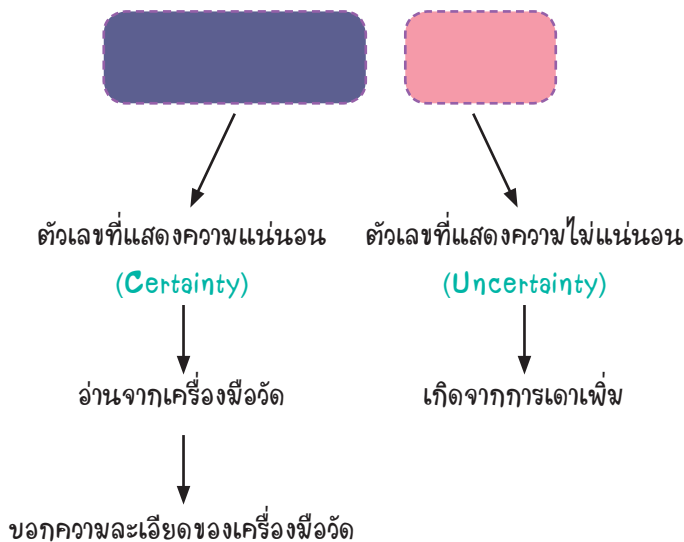 ตัวเลขที่แสดงความแน่นอน
(Certainty)
อ่านจากเครื่องมือวัด
บอกความละเอียดของเครื่องมือวัด
ตัวเลขที่แสดงความไม่แน่นอน
(Uncertainty)
เกิดจากการเดาเพิ่ม